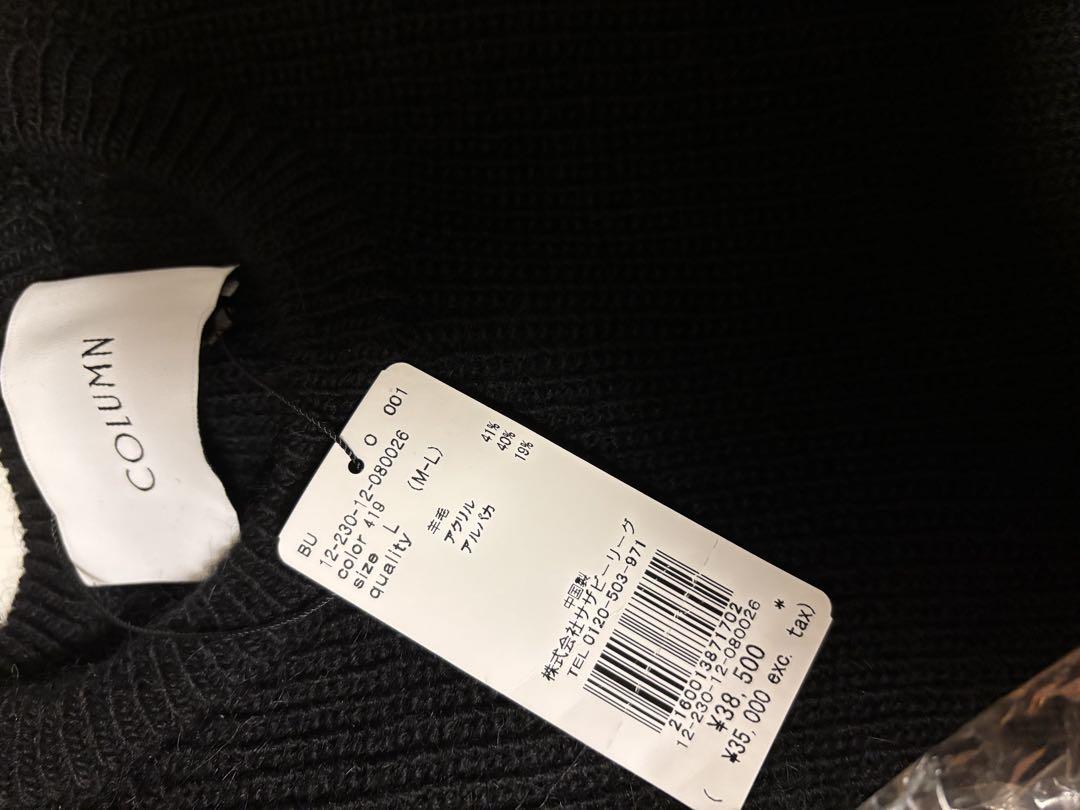 COLUMN
BU O 001
12-230-12-080026
color 419
size L (M-L)
quality 羊毛 41%
アクリル 40%
アルパカ 19%
中国製
株式会社サザビーリーグ
TEL 0120-503-971
2160013871702
12-230-12-080026
¥38,500 *
( ¥35,000 exc. tax)